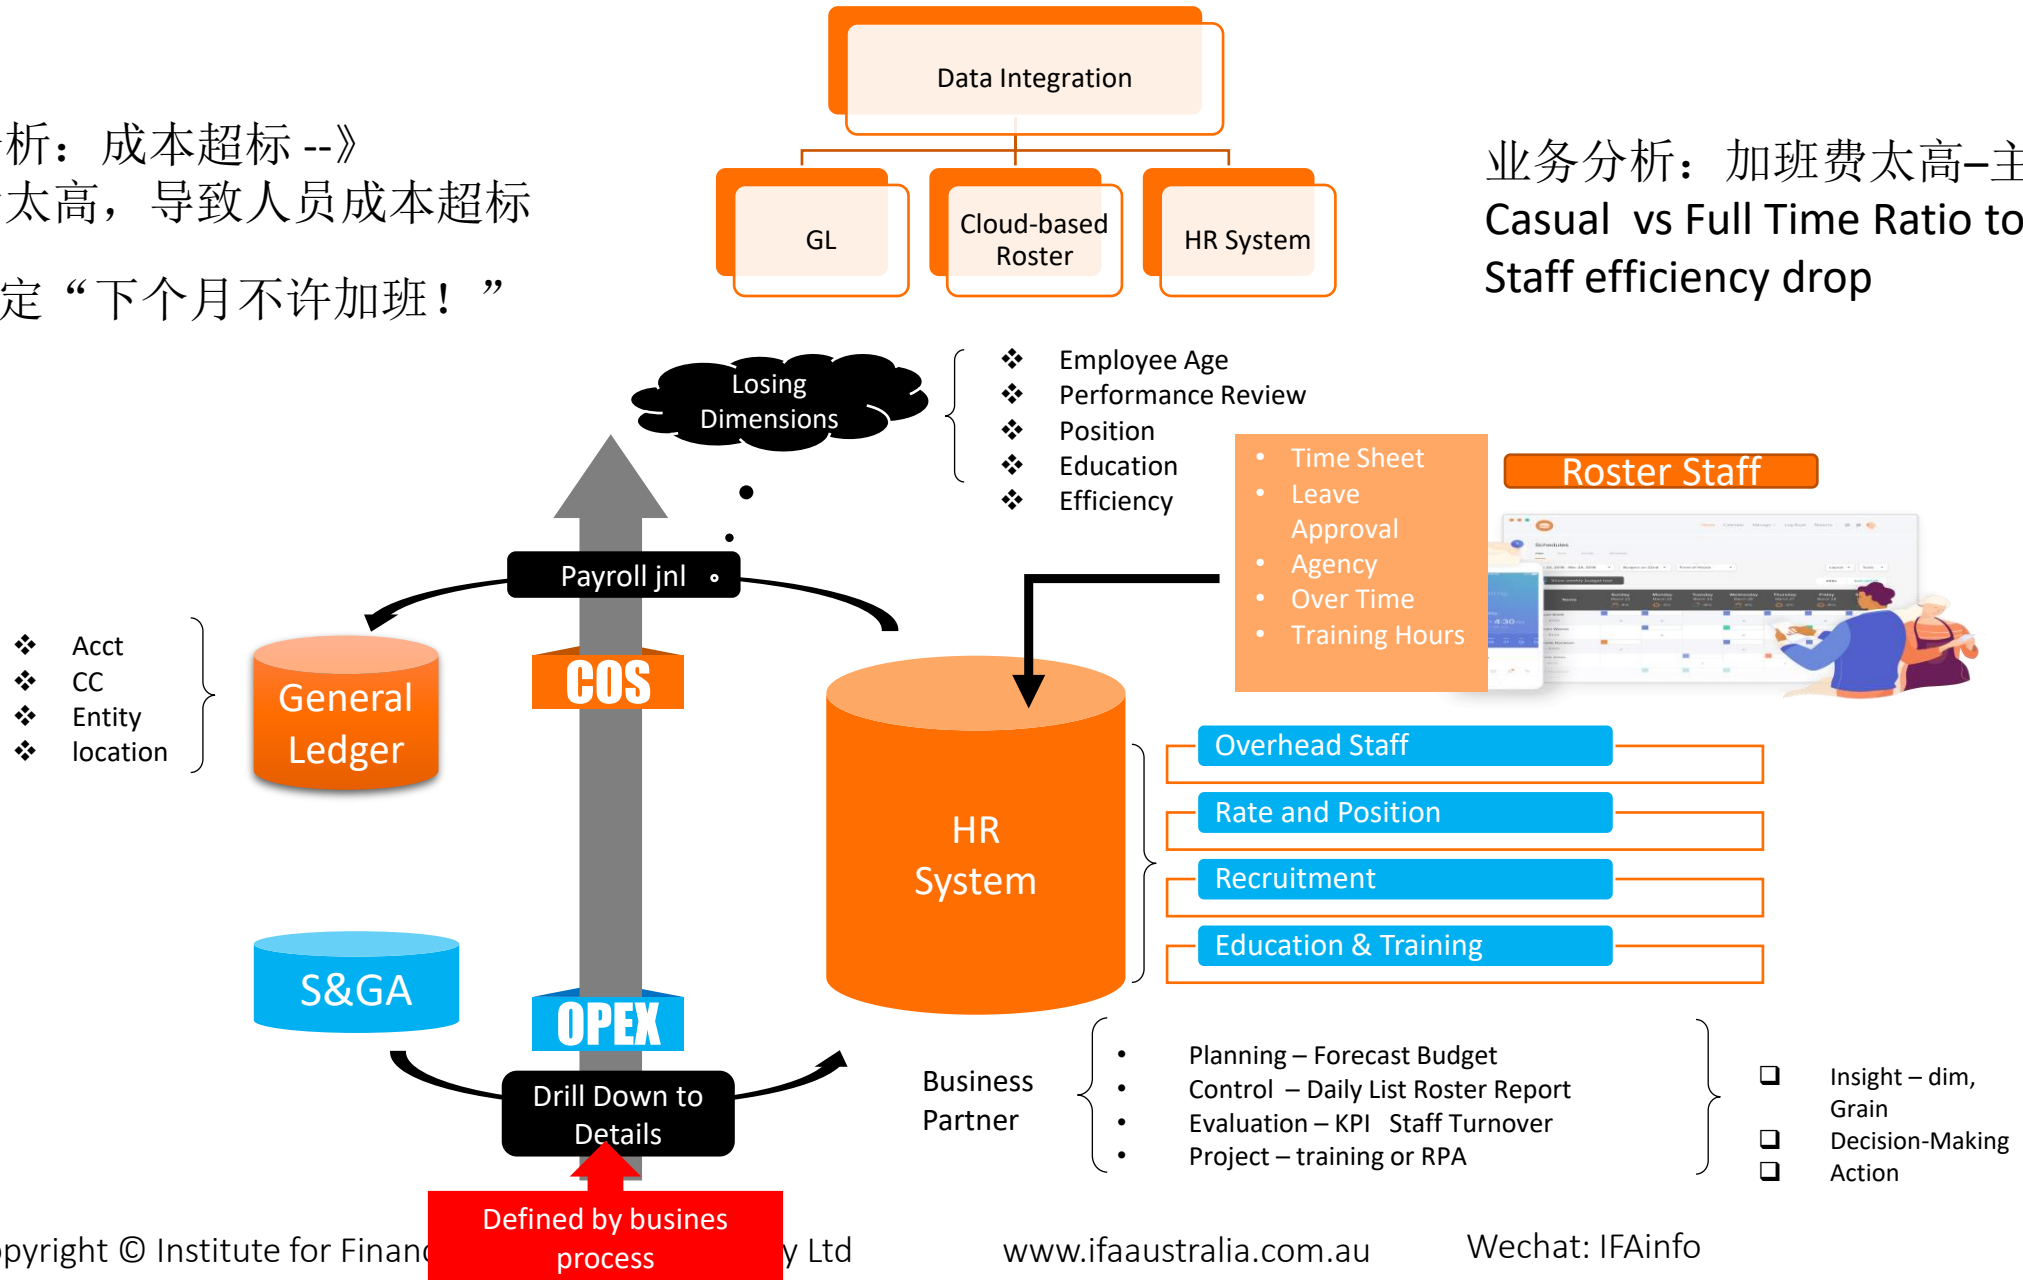 Data Integration
GL
Cloud-based
Roster
HR System
析：成本超标 --》
太高，导致人员成本超标
定“下个月不许加班！”
业务分析：加班费太高–主
Casual vs Full Time Ratio to
Staff efficiency drop
Losing
Dimensions
❖ Employee Age
❖ Performance Review
❖ Position
❖ Education
❖ Efficiency
• Time Sheet
• Leave
Approval
• Agency
• Over Time
• Training Hours
Roster Staff
Schedules
Payroll jnl
❖ Acct
❖ CC
❖ Entity
❖ location
General
Ledger
COS
HR
System
Overhead Staff
Rate and Position
Recruitment
Education & Training
S&GA
OPEX
Drill Down to
Details
Defined by busines
process
Business
Partner
• Planning – Forecast Budget
• Control – Daily List Roster Report
• Evaluation – KPI Staff Turnover
• Project – training or RPA
❑ Insight – dim,
Grain
❑ Decision-Making
❑ Action
opyright © Institute for Finan
y Ltd
www.ifaaustralia.com.au
Wechat: IFAinfo